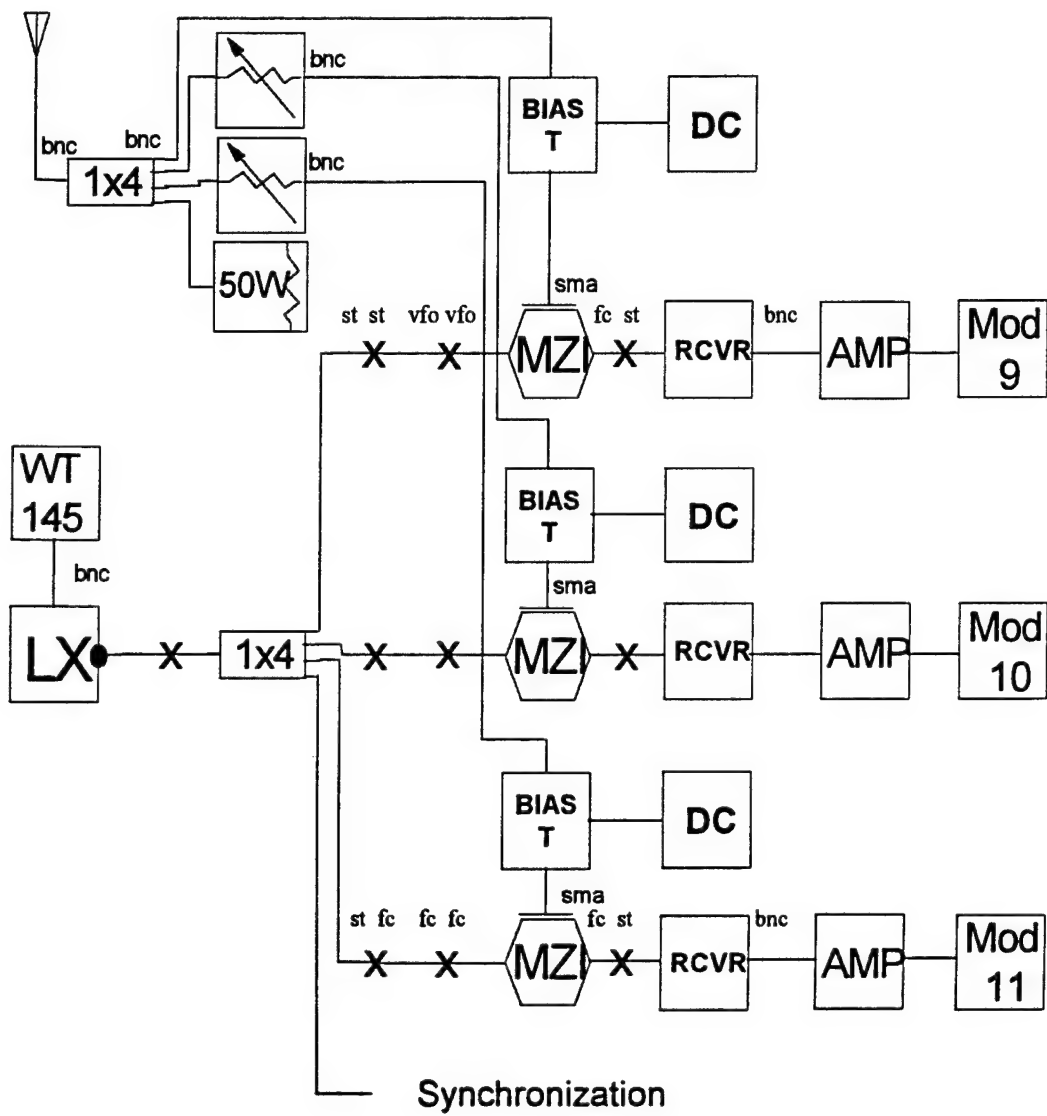 bnc
bnc
bnc
1x4
bnc
50W
BIAS
T
DC
sma
st st
vfo vfo
MZI
fc st
RCVR
bnc
AMP
Mod
9
WT
145
bnc
LX
1x4
BIAS
T
DC
sma
MZI
RCVR
AMP
Mod
10
BIAS
T
DC
sma
st fc
fc fc
MZI
fc st
RCVR
bnc
AMP
Mod
11
Synchronization